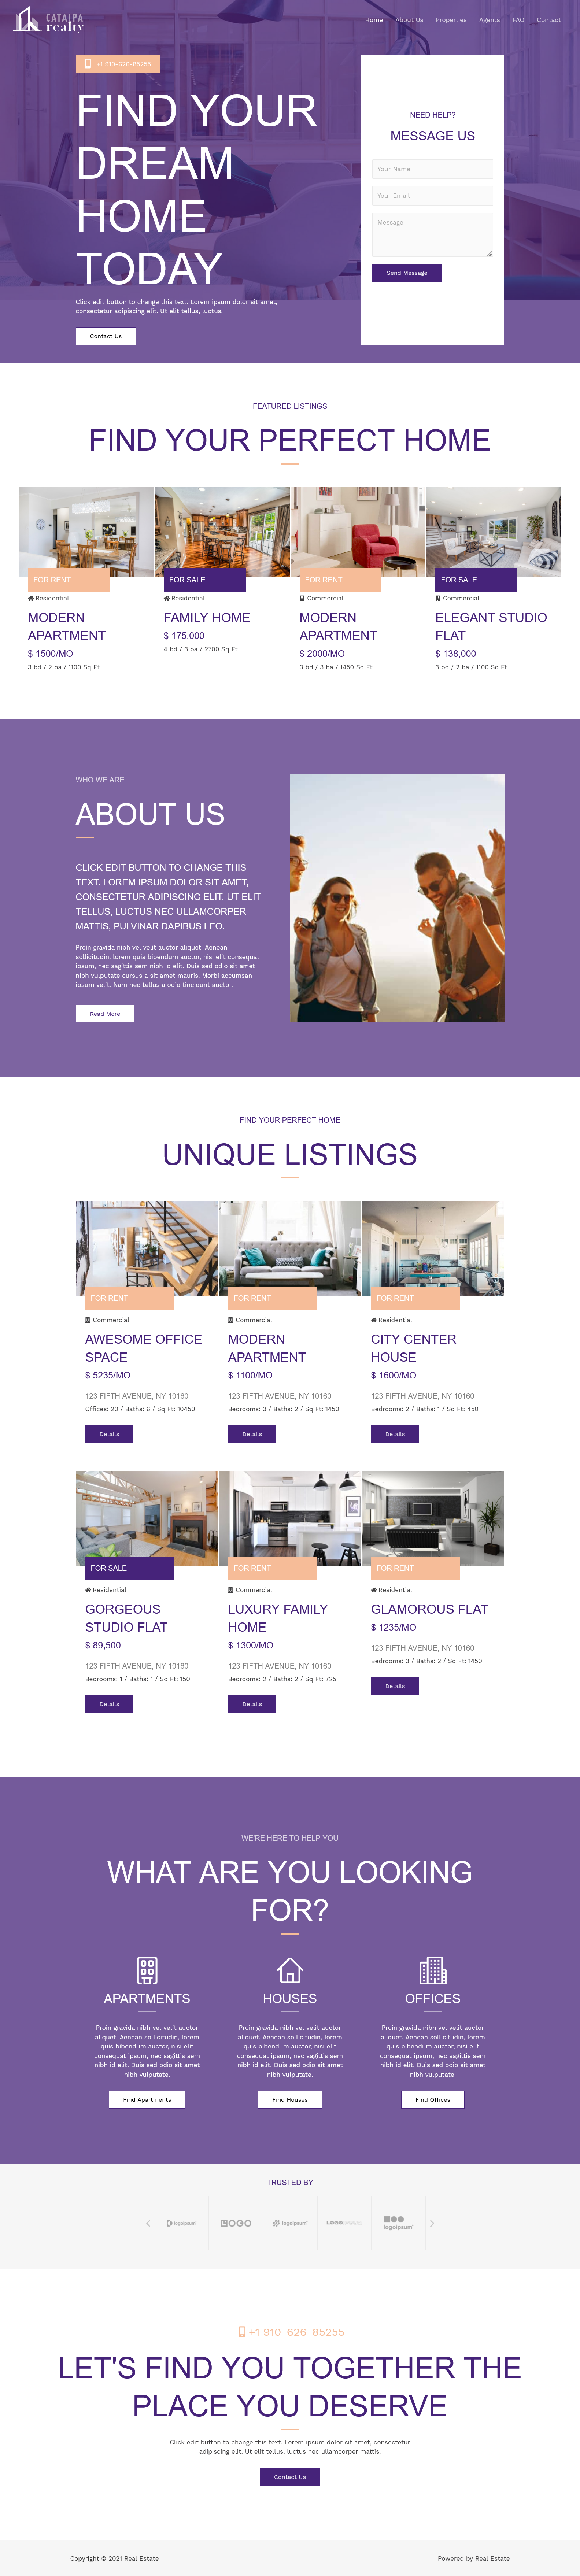 CATALPA
realty
Home About Us Properties Agents FAQ Contact
+1 910-626-85255
FIND YOUR
DREAM
HOME
TODAY
Click edit button to change this text. Lorem ipsum dolor sit amet,
consectetur adipiscing elit. Ut elit tellus, luctus.
Contact Us
NEED HELP?
MESSAGE US
Your Name
Your Email
Message
Send Message
FEATURED LISTINGS
FIND YOUR PERFECT HOME
FOR RENT
Residential
MODERN
APARTMENT
$ 1500/MO
3 bd / 2 ba / 1100 Sq Ft
FOR SALE
Residential
FAMILY HOME
$ 175,000
4 bd / 3 ba / 2700 Sq Ft
FOR RENT
Commercial
MODERN
APARTMENT
$ 2000/MO
3 bd / 3 ba / 1450 Sq Ft
FOR SALE
Commercial
ELEGANT STUDIO
FLAT
$ 138,000
3 bd / 2 ba / 1100 Sq Ft
WHO WE ARE
ABOUT US
CLICK EDIT BUTTON TO CHANGE THIS
TEXT. LOREM IPSUM DOLOR SIT AMET,
CONSECTETUR ADIPISCING ELIT. UT ELIT
TELLUS, LUCTUS NEC ULLAMCORPER
MATTIS, PULVINAR DAPIBUS LEO.
Proin gravida nibh vel velit auctor aliquet. Aenean
sollicitudin, lorem quis bibendum auctor, nisi elit consequat
ipsum, nec sagittis sem nibh id elit. Duis sed odio sit amet
nibh vulputate cursus a sit amet mauris. Morbi accumsan
ipsum velit. Nam nec tellus a odio tincidunt auctor.
Read More
FIND YOUR PERFECT HOME
UNIQUE LISTINGS
FOR RENT
Commercial
AWESOME OFFICE
SPACE
$ 5235/MO
123 FIFTH AVENUE, NY 10160
Offices: 20 / Baths: 6 / Sq Ft: 10450
Details
FOR RENT
Commercial
MODERN
APARTMENT
$ 1100/MO
123 FIFTH AVENUE, NY 10160
Bedrooms: 3 / Baths: 2 / Sq Ft: 1450
Details
FOR RENT
Residential
CITY CENTER
HOUSE
$ 1600/MO
123 FIFTH AVENUE, NY 10160
Bedrooms: 2 / Baths: 1 / Sq Ft: 450
Details
FOR SALE
Residential
GORGEOUS
STUDIO FLAT
$ 89,500
123 FIFTH AVENUE, NY 10160
Bedrooms: 1 / Baths: 1 / Sq Ft: 150
Details
FOR RENT
Commercial
LUXURY FAMILY
HOME
$ 1300/MO
123 FIFTH AVENUE, NY 10160
Bedrooms: 2 / Baths: 2 / Sq Ft: 725
Details
FOR RENT
Residential
GLAMOROUS FLAT
$ 1235/MO
123 FIFTH AVENUE, NY 10160
Bedrooms: 3 / Baths: 2 / Sq Ft: 1450
Details
WE'RE HERE TO HELP YOU
WHAT ARE YOU LOOKING
FOR?
APARTMENTS
Proin gravida nibh vel velit auctor
aliquet. Aenean sollicitudin, lorem
quis bibendum auctor, nisi elit
consequat ipsum, nec sagittis sem
nibh id elit. Duis sed odio sit amet
nibh vulputate.
Find Apartments
HOUSES
Proin gravida nibh vel velit auctor
aliquet. Aenean sollicitudin, lorem
quis bibendum auctor, nisi elit
consequat ipsum, nec sagittis sem
nibh id elit. Duis sed odio sit amet
nibh vulputate.
Find Houses
OFFICES
Proin gravida nibh vel velit auctor
aliquet. Aenean sollicitudin, lorem
quis bibendum auctor, nisi elit
consequat ipsum, nec sagittis sem
nibh id elit. Duis sed odio sit amet
nibh vulputate.
Find Offices
TRUSTED BY
logoipsum
LOGO
logoipsum
logoipsum
+1 910-626-85255
LET'S FIND YOU TOGETHER THE
PLACE YOU DESERVE
Click edit button to change this text. Lorem ipsum dolor sit amet, consectetur
adipiscing elit. Ut elit tellus, luctus nec ullamcorper mattis.
Contact Us
Copyright © 2021 Real Estate
Powered by Real Estate